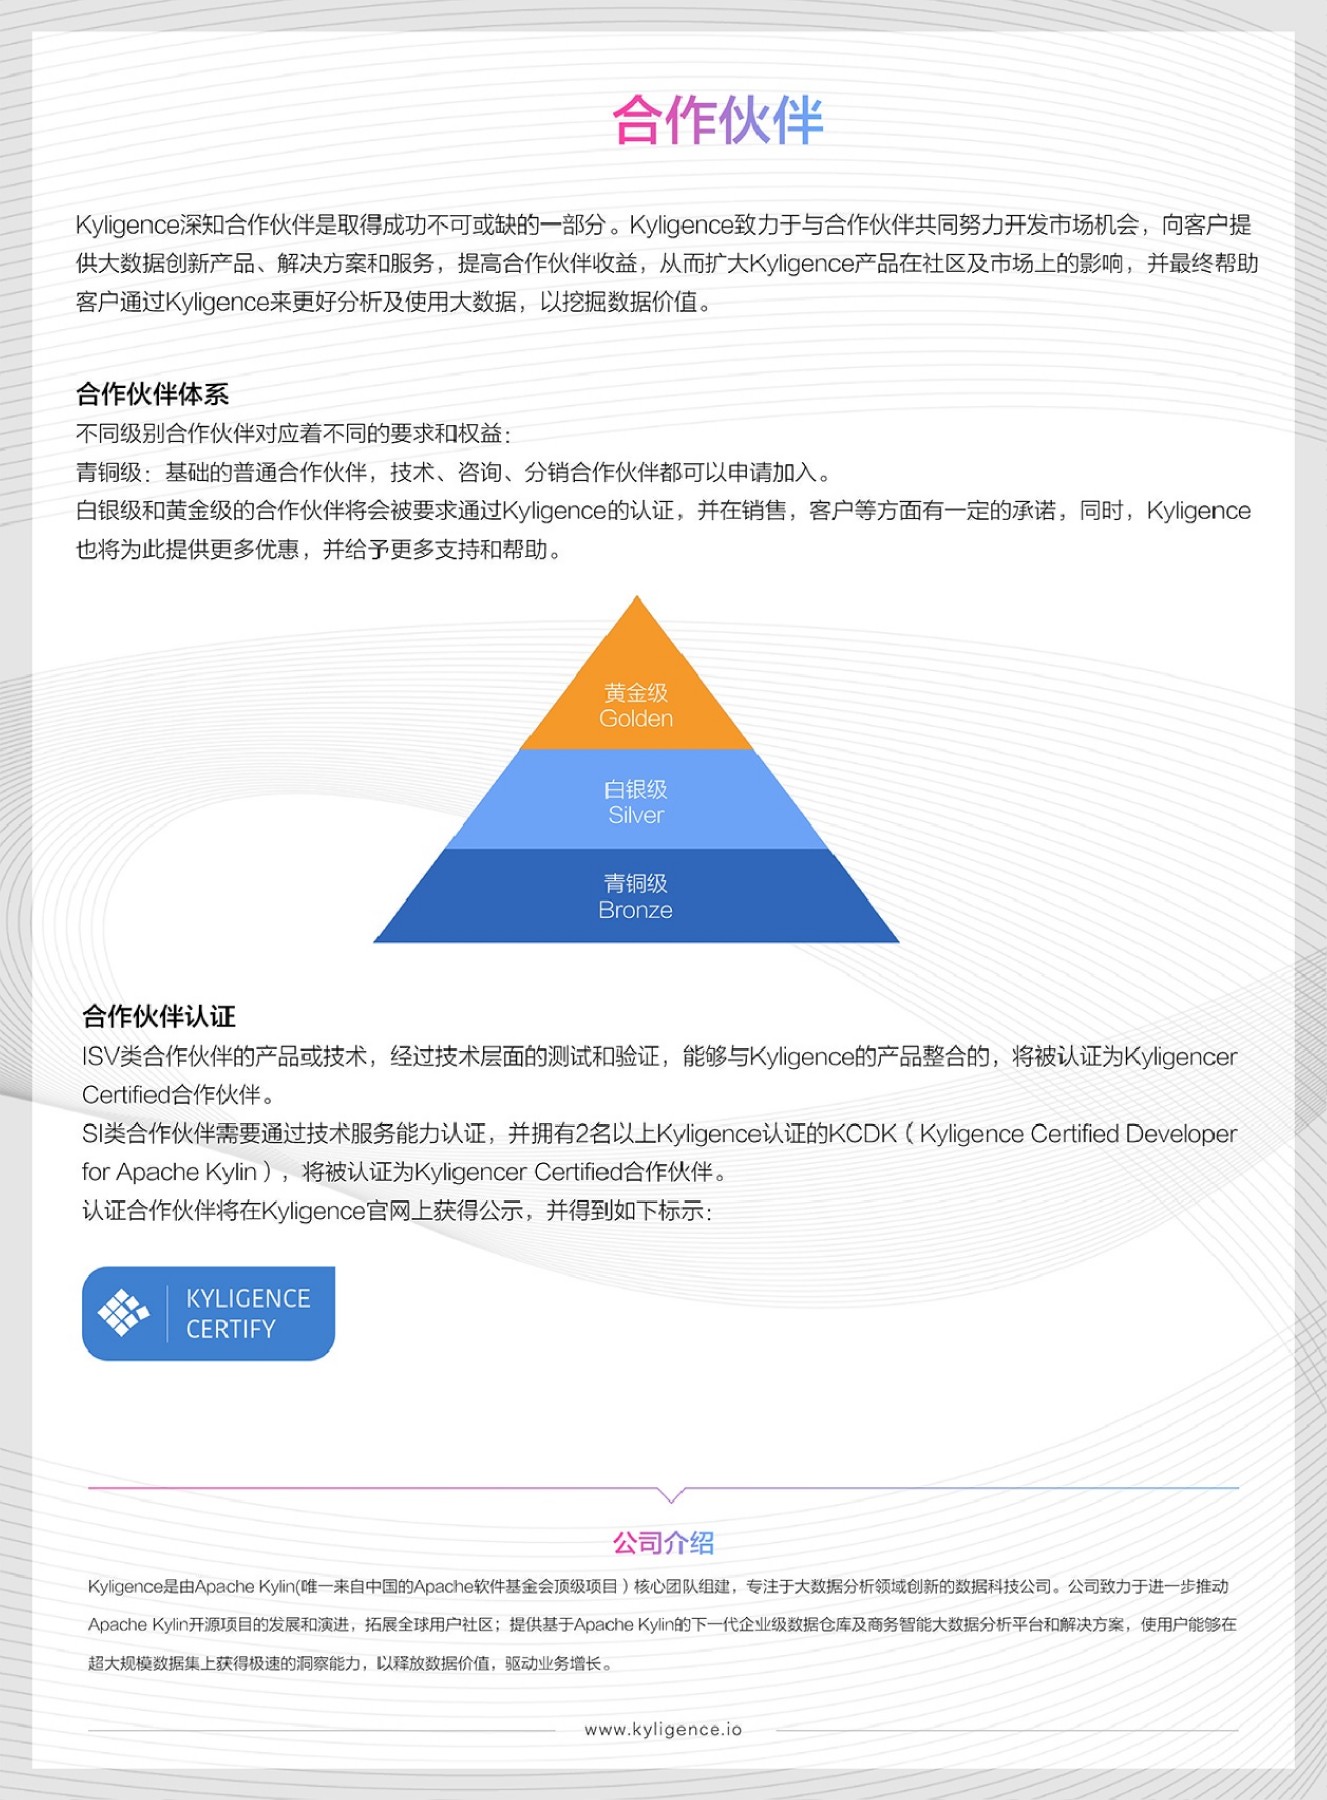 合作伙伴
Kyligence深知合作伙伴是取得成功不可或缺的一部分。Kyligence致力于与合作伙伴共同努力开发市场机会，向客户提
供大数据创新产品、解决方案和服务，提高合作伙伴收益，从而扩大Kyligence产品在社区及市场上的影响，并最终帮助
客户通过Kyligence来更好分析及使用大数据，以挖掘数据价值。
合作伙伴体系
不同级别合作伙伴对应着不同的要求和权益：
青铜级：基础的普通合作伙伴，技术、咨询、分销合作伙伴都可以申请加入。
白银级和黄金级的合作伙伴将会被要求通过Kyligence的认证，并在销售，客户等方面有一定的承诺，同时，Kyligence
也将为此提供更多优惠，并给予更多支持和帮助。
黄金级
Golden
白银级
Silver
青铜级
Bronze
合作伙伴认证
ISV类合作伙伴的产品或技术，经过技术层面的测试和验证，能够与Kyligence的产品整合的，将被认证为Kyligencer
Certified合作伙伴。
SI类合作伙伴需要通过技术服务能力认证，并拥有2名以上Kyligence认证的KCDK（Kyligence Certified Developer
for Apache Kylin），将被认证为Kyligencer Certified合作伙伴。
认证合作伙伴将在Kyligence官网上获得公示，并得到如下标示：
KYLIGENCE
CERTIFY
公司介绍
Kyligence是由Apache Kylin(唯一来自中国的Apache软件基金会顶级项目）核心团队组建，专注于大数据分析领域创新的数据科技公司。公司致力于进一步推动
Apache Kylin开源项目的发展和演进，拓展全球用户社区；提供基于Apache Kylin的下一代企业级数据仓库及商务智能大数据分析平台和解决方案，使用户能够在
超大规模数据集上获得极速的洞察能力，以释放数据价值，驱动业务增长。
www.kyligence.io